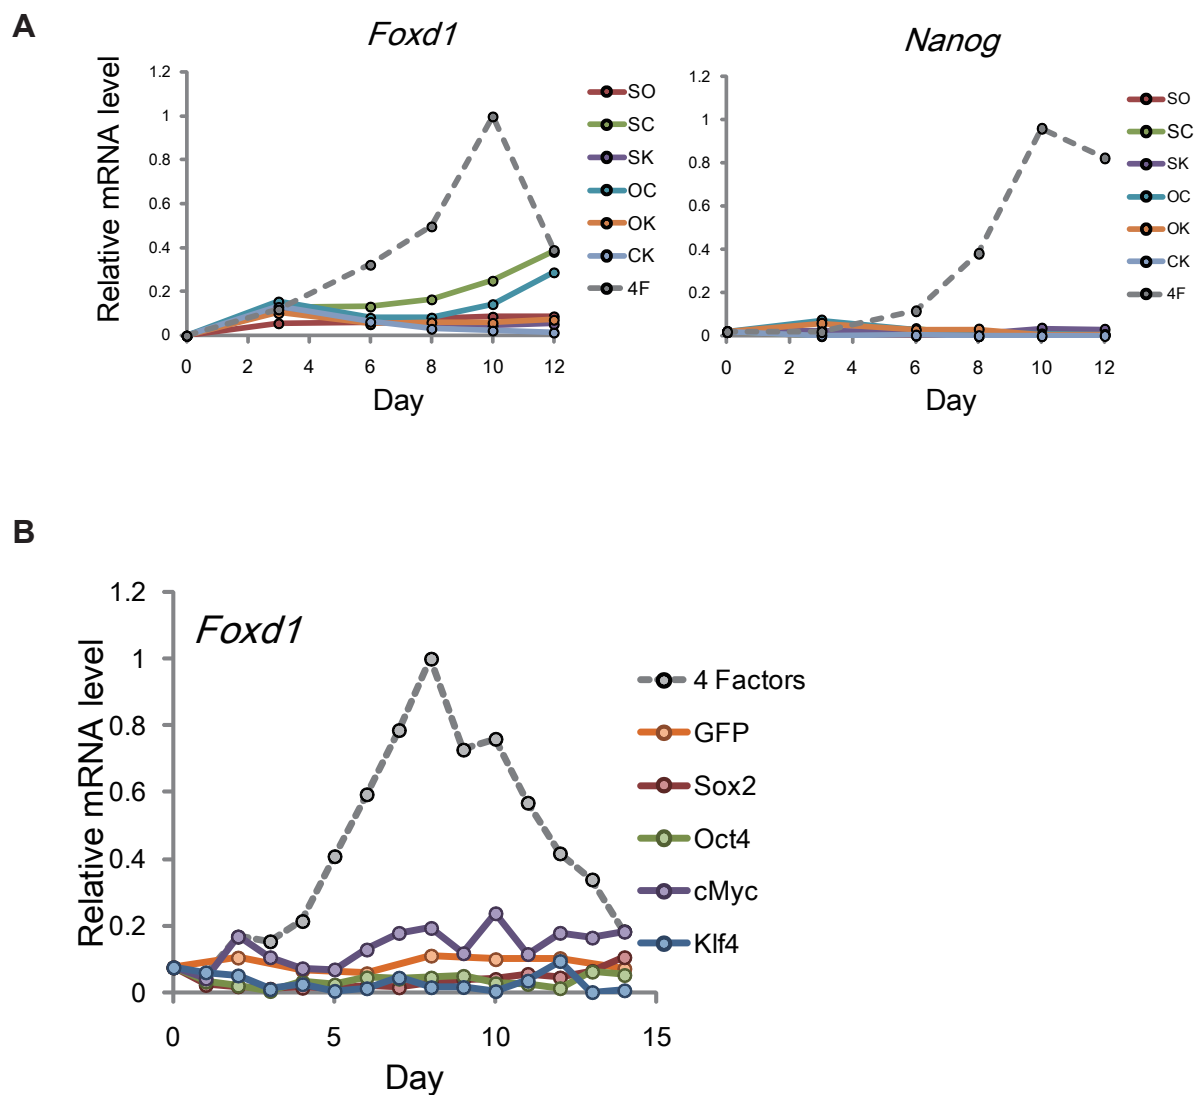 A
Foxd1
Relative mRNA level
1.2
1
0.8
0.6
0.4
0.2
0
0 2 4 6 8 10 12
Day
SO
SC
SK
OC
OK
CK
4F
Nanog
1.2
1
0.8
0.6
0.4
0.2
0
0 2 4 6 8 10 12
Day
SO
SC
SK
OC
OK
CK
4F
B
Foxd1
Relative mRNA level
1.2
1
0.8
0.6
0.4
0.2
0
0 5 10 15
Day
4 Factors
GFP
Sox2
Oct4
cMyc
Klf4